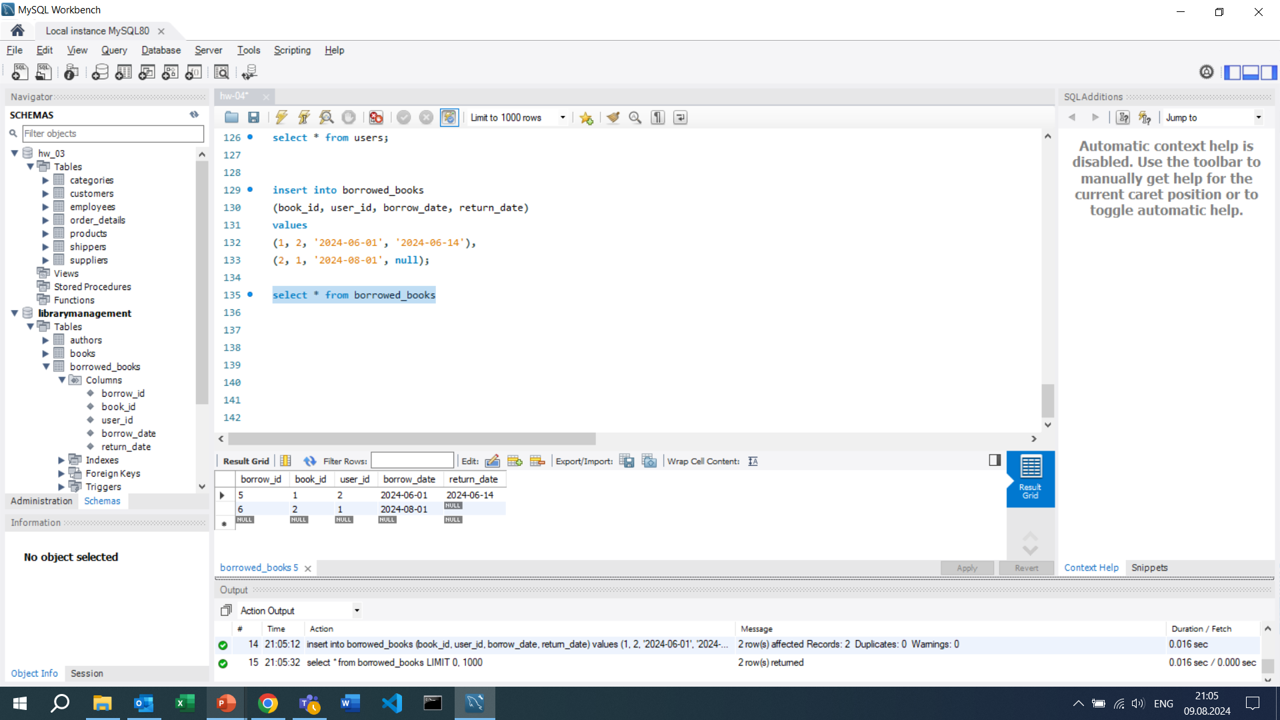 MySQL Workbench
Local instance MySQL80
File Edit View Query Database Server Tools Scripting Help
Navigator
SCHEMAS
Filter objects
hw_03
Tables
categories
customers
employees
order_details
products
shippers
suppliers
Views
Stored Procedures
Functions
librarymanagement
Tables
authors
books
borrowed_books
Columns
borrow_id
book_id
user_id
borrow_date
return_date
Indexes
Foreign Keys
Triggers
Administration Schemas
Information
No object selected
Object Info Session
hw-04*
Limit to 1000 rows
126 select * from users;
127
128
129 insert into borrowed_books
130 (book_id, user_id, borrow_date, return_date)
131 values
132 (1, 2, '2024-06-01', '2024-06-14'),
133 (2, 1, '2024-08-01', null);
134
135 select * from borrowed_books
136
137
138
139
140
141
142
Result Grid Filter Rows: Edit: Export/Import: Wrap Cell Content:
borrow_id book_id user_id borrow_date return_date
5 1 2 2024-06-01 2024-06-14
6 2 1 2024-08-01 NULL
NULL NULL NULL NULL NULL
Result
Grid
borrowed_books 5
Apply Revert
SQLAdditions
Jump to
Automatic context help is
disabled. Use the toolbar to
manually get help for the
current caret position or to
toggle automatic help.
Context Help Snippets
Output
Action Output
# Time Action Message Duration / Fetch
14 21:05:12 insert into borrowed_books (book_id, user_id, borrow_date, return_date) values (1, 2, '2024-06-01', '2024-... 2 row(s) affected Records: 2 Duplicates: 0 Warnings: 0 0.016 sec
15 21:05:32 select * from borrowed_books LIMIT 0, 1000 2 row(s) returned 0.016 sec / 0.000 sec
ENG
21:05
09.08.2024